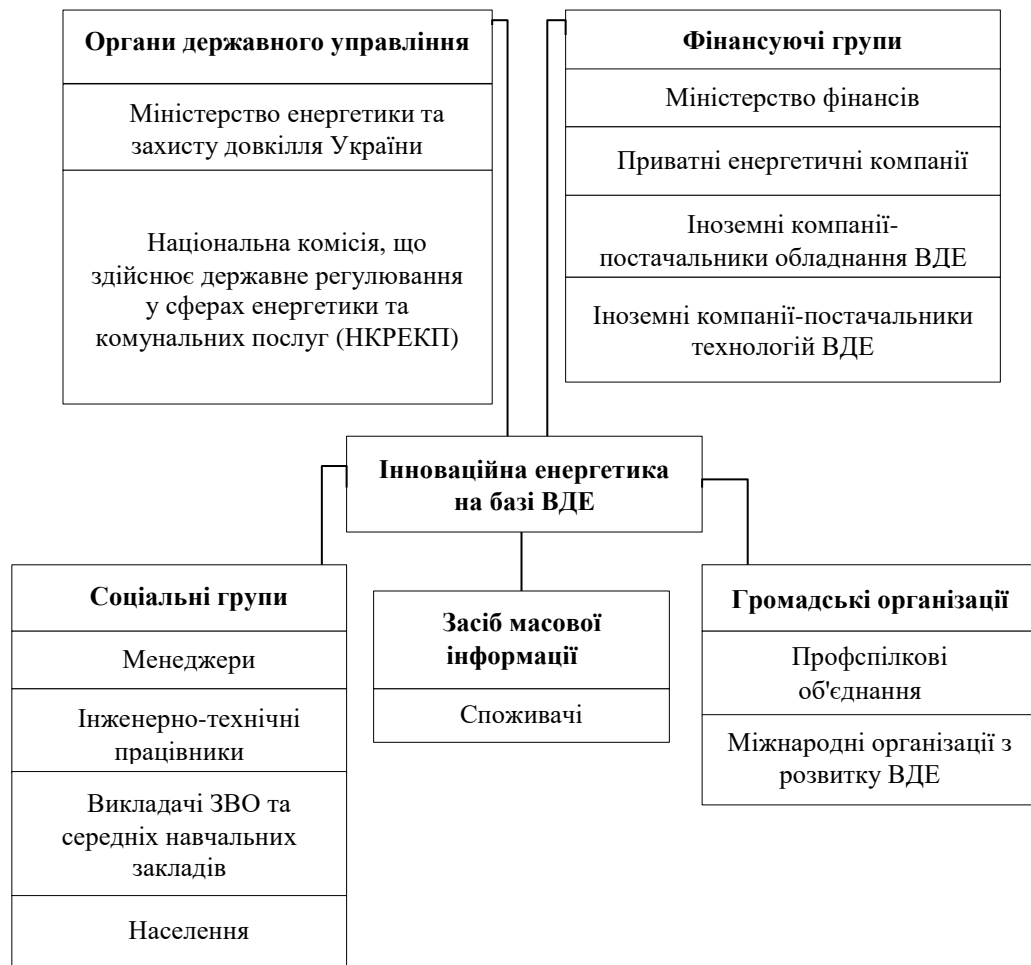 Органи державного управління
Міністерство енергетики та
захисту довкілля України
Національна комісія, що
здійснює державне регулювання
у сферах енергетики та
комунальних послуг (НКРЕКП)
Фінансуючі групи
Міністерство фінансів
Приватні енергетичні компанії
Іноземні компанії-
постачальники обладнання ВДЕ
Іноземні компанії-постачальники
технологій ВДЕ
Інноваційна енергетика
на базі ВДЕ
Соціальні групи
Менеджери
Інженерно-технічні
працівники
Викладачі ЗВО та
середніх навчальних
закладів
Населення
Засіб масової
інформації
Споживачі
Громадські організації
Профспілкові
об'єднання
Міжнародні організації з
розвитку ВДЕ